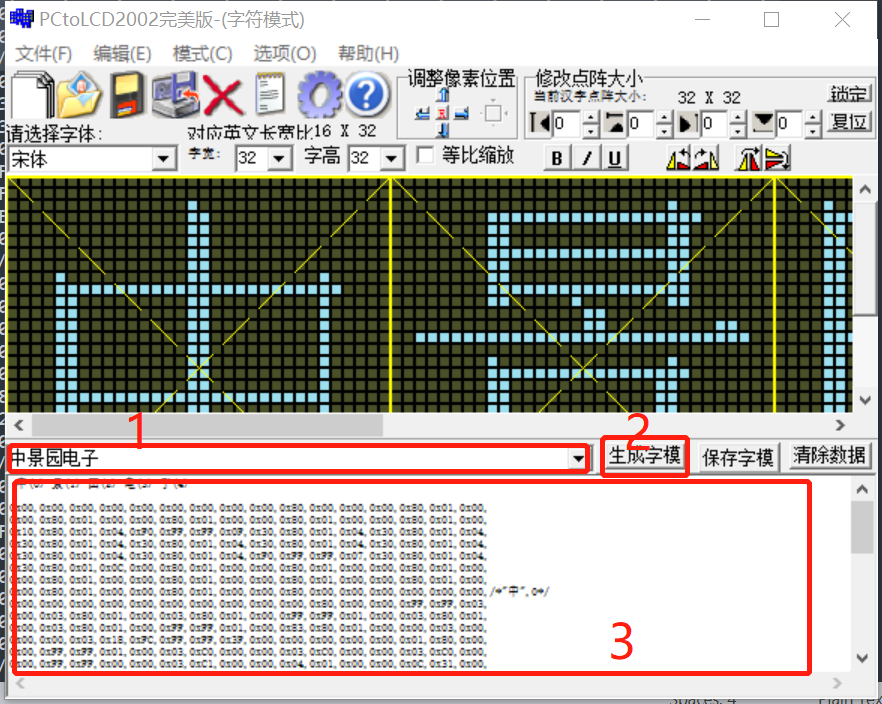 PCtoLCD2002完美版-(字符模式)
文件(F) 编辑(E) 模式(C) 选项(O) 帮助(H)
调整像素位置 修改点阵大小
当前汉字点阵大小: 32 X 32 锁定
请选择字体: 对应英文长宽比16 X 32 0 0 0 0 复位
宋体 字宽: 32 字高 32 等比缩放 B / U
1 2
中景园电子 生成字模 保存字模 清除数据
0x00, 0x00, 0x00, 0x00, 0x00, 0x00, 0x00, 0x00, 0x00, 0x80, 0x00, 0x00, 0x00, 0x80, 0x01, 0x00,
0x00, 0x80, 0x01, 0x00, 0x00, 0x80, 0x01, 0x00, 0x00, 0x80, 0x01, 0x00, 0x00, 0x80, 0x01, 0x00,
0x10, 0x80, 0x01, 0x04, 0xF0, 0xFF, 0xFF, 0x0F, 0x30, 0x80, 0x01, 0x04, 0x30, 0x80, 0x01, 0x04,
0x30, 0x80, 0x01, 0x04, 0x30, 0x80, 0x01, 0x04, 0x30, 0x80, 0x01, 0x04, 0x30, 0x80, 0x01, 0x04,
0x30, 0x80, 0x01, 0x04, 0x30, 0x80, 0x01, 0x04, 0xF0, 0xFF, 0xFF, 0x07, 0x30, 0x80, 0x01, 0x04,
0x30, 0x80, 0x01, 0x0C, 0x00, 0x80, 0x01, 0x00, 0x00, 0x80, 0x01, 0x00, 0x00, 0x80, 0x01, 0x00,
0x00, 0x80, 0x01, 0x00, 0x00, 0x80, 0x01, 0x00, 0x00, 0x80, 0x01, 0x00, 0x00, 0x80, 0x01, 0x00,
0x00, 0x80, 0x01, 0x00, 0x00, 0x80, 0x01, 0x00, 0x00, 0x80, 0x00, 0x00, 0x00, 0x00, 0x00, 0x00, /*"中",0*/
0x00, 0x00, 0x00, 0x00, 0x00, 0x00, 0x00, 0x00, 0x00, 0x00, 0x80, 0x00, 0x00, 0xFF, 0xFF, 0x03,
0x00, 0x03, 0x80, 0x01, 0x00, 0x03, 0x80, 0x01, 0x00, 0xFF, 0xFF, 0x01, 0x00, 0x03, 0x80, 0x01,
0x00, 0x03, 0x80, 0x01, 0x00, 0xFF, 0xFF, 0x01, 0x00, 0x83, 0x80, 0x01, 0x00, 0x00, 0x03, 0x00,
0x00, 0x00, 0x03, 0x18, 0xFC, 0xFF, 0xFF, 0x3F, 0x00, 0x00, 0x00, 0x00, 0x00, 0x01, 0x80, 0x00,
0x00, 0xFF, 0xFF, 0x01, 0x00, 0x03, 0xC0, 0x00, 0x00, 0x03, 0xC0, 0x00, 0x00, 0x03, 0xC0, 0x00,
0x00, 0xFF, 0xFF, 0x00, 0x00, 0x03, 0xC1, 0x00, 0x00, 0x04, 0x01, 0x00, 0x00, 0x0C, 0x31, 0x00,
3